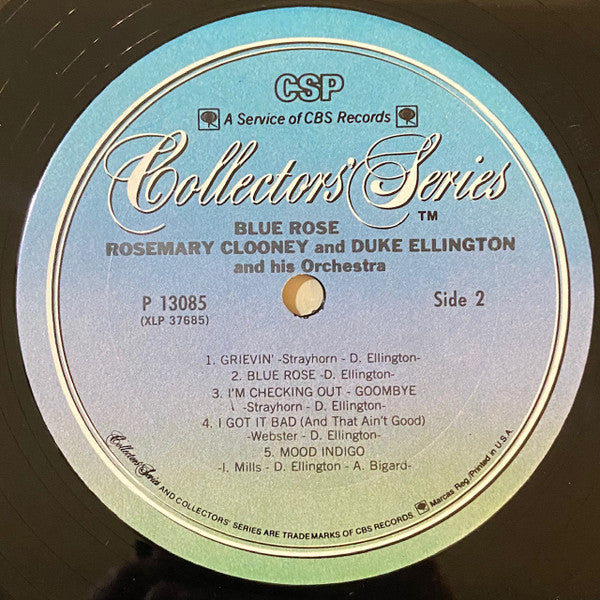 CSP
A Service of CBS Records
Collectors' Series
TM
BLUE ROSE
ROSEMARY CLOONEY and DUKE ELLINGTON
and his Orchestra
P 13085
(XLP 37685)
Side 2
1. GRIEVIN' -Strayhorn - D. Ellington-
2. BLUE ROSE -D. Ellington-
3. I'M CHECKING OUT - GOOMBYE
-Strayhorn - D. Ellington-
4. I GOT IT BAD (And That Ain't Good)
-Webster - D. Ellington-
5. MOOD INDIGO
-I. Mills - D. Ellington - A. Bigard-
Collectors' Series AND COLLECTORS' SERIES ARE TRADEMARKS OF CBS RECORDS. Marcas Reg./Printed in U.S.A.